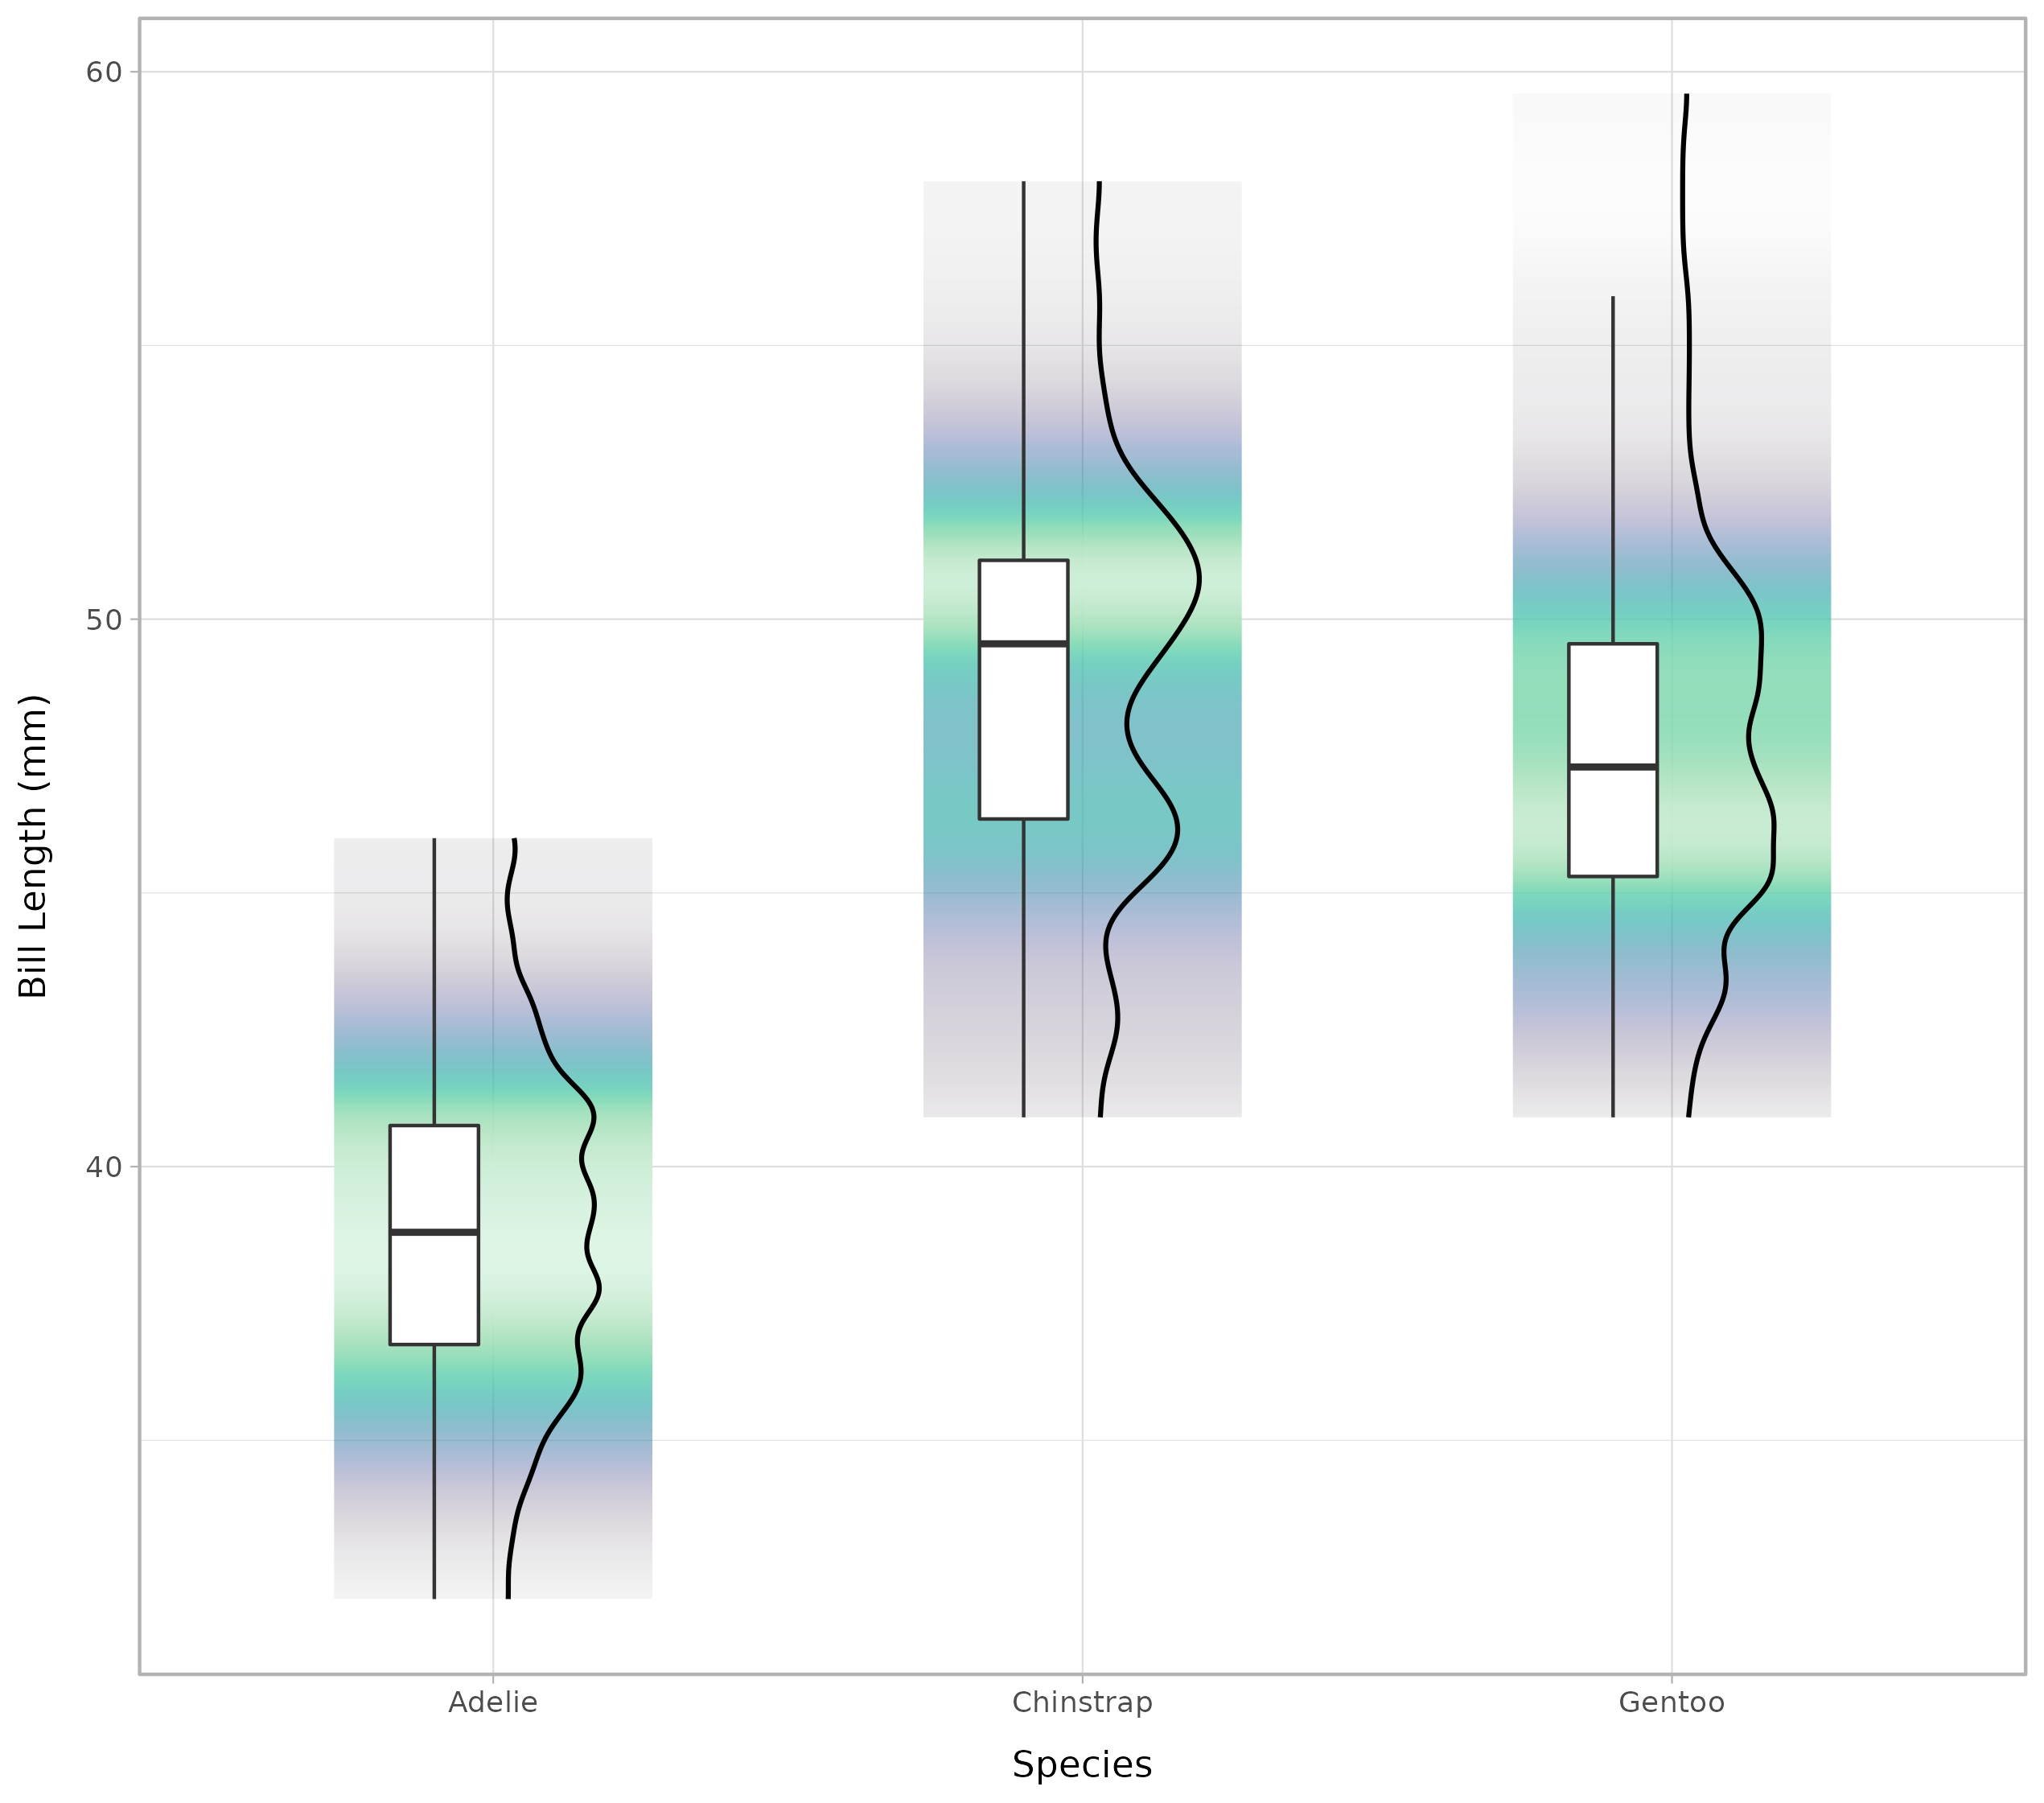 60
50
40
Bill Length (mm)
Adelie
Chinstrap
Gentoo
Species